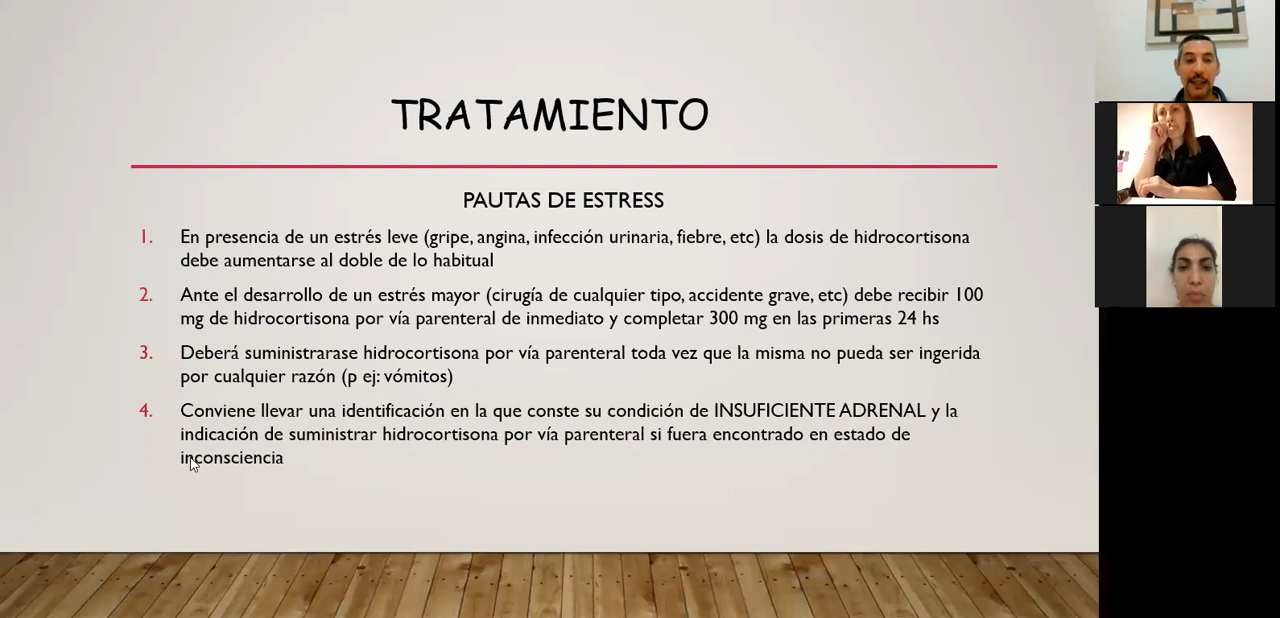 TRATAMIENTO
PAUTAS DE ESTRESS
1. En presencia de un estrés leve (gripe, angina, infección urinaria, fiebre, etc) la dosis de hidrocortisona
debe aumentarse al doble de lo habitual
2. Ante el desarrollo de un estrés mayor (cirugía de cualquier tipo, accidente grave, etc) debe recibir 100
mg de hidrocortisona por vía parenteral de inmediato y completar 300 mg en las primeras 24 hs
3. Deberá suministrarase hidrocortisona por vía parenteral toda vez que la misma no pueda ser ingerida
por cualquier razón (p ej: vómitos)
4. Conviene llevar una identificación en la que conste su condición de INSUFICIENTE ADRENAL y la
indicación de suministrar hidrocortisona por vía parenteral si fuera encontrado en estado de
inconsciencia